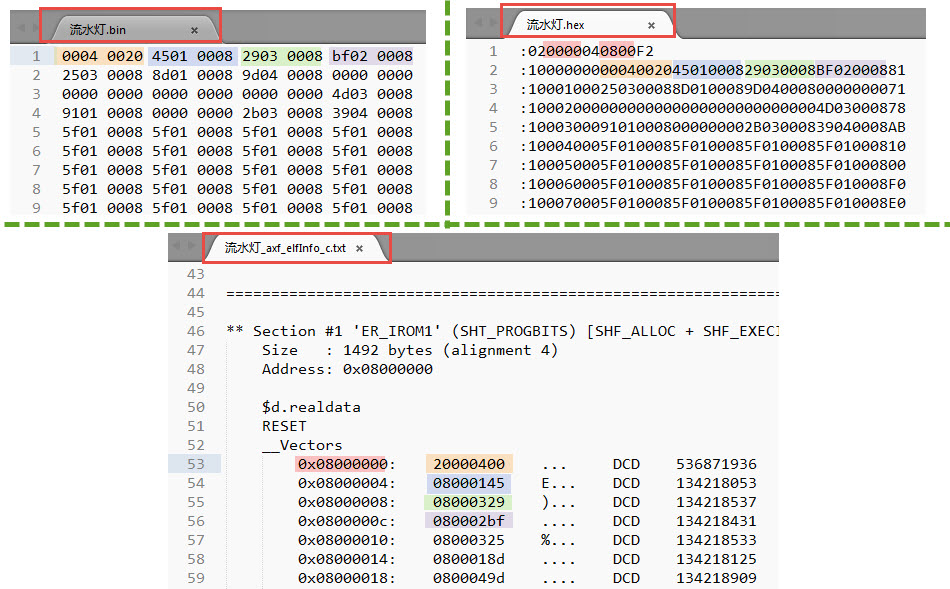 流水灯.bin ×
1 0004 0020 4501 0008 2903 0008 bf02 0008
2 2503 0008 8d01 0008 9d04 0008 0000 0000
3 0000 0000 0000 0000 0000 0000 4d03 0008
4 9101 0008 0000 0000 2b03 0008 3904 0008
5 5f01 0008 5f01 0008 5f01 0008 5f01 0008
6 5f01 0008 5f01 0008 5f01 0008 5f01 0008
7 5f01 0008 5f01 0008 5f01 0008 5f01 0008
8 5f01 0008 5f01 0008 5f01 0008 5f01 0008
9 5f01 0008 5f01 0008 5f01 0008 5f01 0008
流水灯.hex ×
1 :020000040800F2
2 :10000000000400204501000829030008BF02000881
3 :10001000250300088D0100089D0400080000000071
4 :100020000000000000000000000000004D03000878
5 :1000300091010008000000002B03000839040008AB
6 :100040005F0100085F0100085F0100085F01000810
7 :100050005F0100085F0100085F0100085F01000800
8 :100060005F0100085F0100085F0100085F010008F0
9 :100070005F0100085F0100085F0100085F010008E0
流水灯_axf_elfInfo_c.txt ×
43
44 ==============================================================
45
46 ** Section #1 'ER_IROM1' (SHT_PROGBITS) [SHF_ALLOC + SHF_EXECI
47 Size : 1492 bytes (alignment 4)
48 Address: 0x08000000
49
50 $d.realdata
51 RESET
52 __Vectors
53 0x08000000: 20000400 ... DCD 536871936
54 0x08000004: 08000145 E... DCD 134218053
55 0x08000008: 08000329 )... DCD 134218537
56 0x0800000c: 080002bf .... DCD 134218431
57 0x08000010: 08000325 %... DCD 134218533
58 0x08000014: 0800018d .... DCD 134218125
59 0x08000018: 0800049d .... DCD 134218909